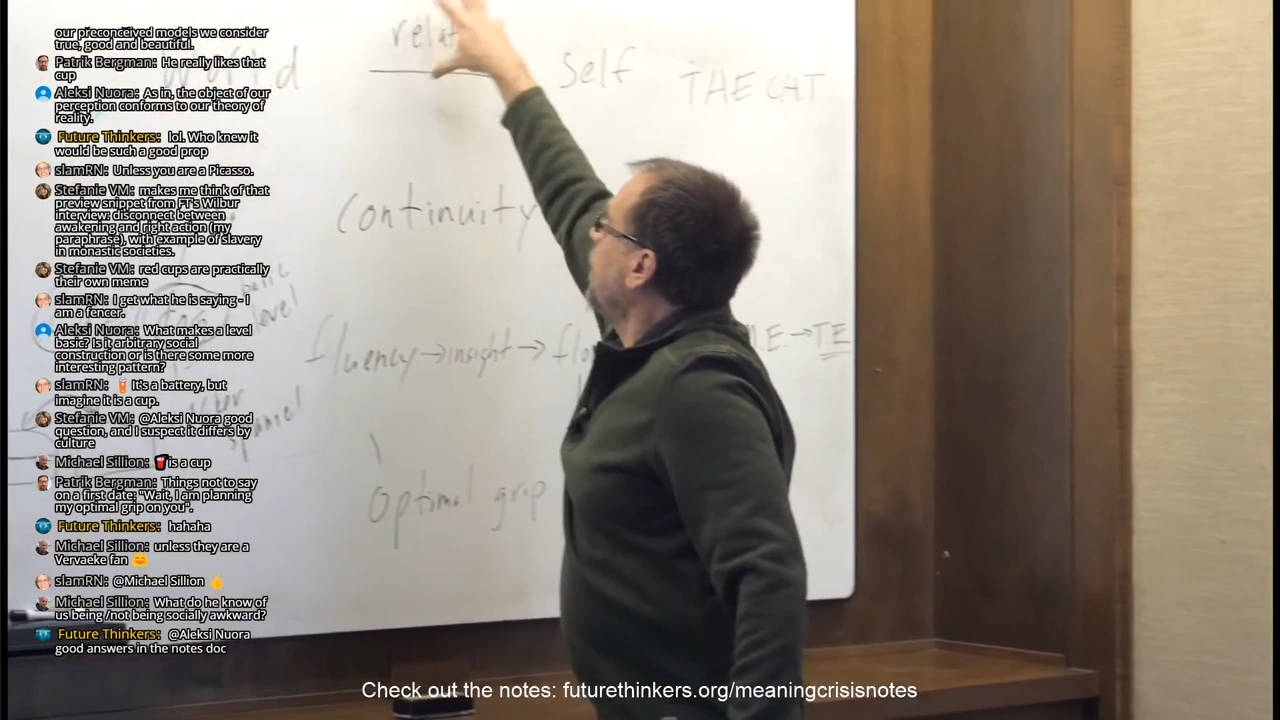 our preconceived models we consider
true, good and beautiful.
Patrik Bergman: He really likes that
cup
Aleksi Nuora: As in, the object of our
perception conforms to our theory of
reality.
Future Thinkers: lol. Who knew it
would be such a good prop
slamRN: Unless you are a Picasso.
Stefanie VM: makes me think of that
preview snippet from FT's Wilbur
interview: disconnect between
awakening and right action (my
paraphrase), with example of slavery
in monastic societies.
Stefanie VM: red cups are practically
their own meme
slamRN: I get what he is saying - I
am a fencer.
Aleksi Nuora: What makes a level
basic? Is it arbitrary social
construction or is there some more
interesting pattern?
slamRN: It's a battery, but
imagine it is a cup.
Stefanie VM: @Aleksi Nuora good
question, and I suspect it differs by
culture
Michael Sillion: is a cup
Patrik Bergman: Things not to say
on a first date: "Wait, I am planning
my optimal grip on you".
Future Thinkers: hahaha
Michael Sillion: unless they are a
Vervaeke fan 😊
slamRN: @Michael Sillion 👍
Michael Sillion: What do he know of
us being /not being socially awkward?
Future Thinkers: @Aleksi Nuora
good answers in the notes doc
World
Self THE CAT
continuity
level
fluency→insight→ flo
.E.→T.E.
optimal grip
Check out the notes: futurethinkers.org/meaningcrisisnotes